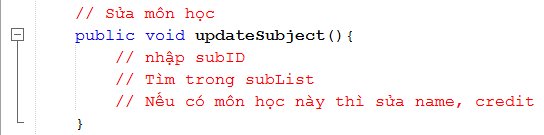 // Sửa môn học
public void updateSubject(){
// nhập subID
// Tìm trong subList
// Nếu có môn học này thì sửa name, credit
}